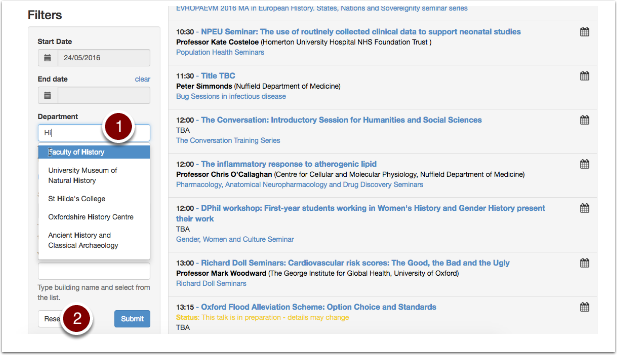 Filters
Start Date
24/05/2016
End date
clear
Department
Hi
1
Faculty of History
University Museum of
Natural History
St Hilda's College
Oxfordshire History Centre
Ancient History and
Classical Archaeology
Type building name and select from
the list.
Rese
2
Submit
EVROPAEVM 2016 MA in European History, States, Nations and Sovereignty seminar series
10:30 - NPEU Seminar: The use of routinely collected clinical data to support neonatal studies
Professor Kate Costeloe (Homerton University Hospital NHS Foundation Trust )
Population Health Seminars
11:30 - Title TBC
Peter Simmonds (Nuffield Department of Medicine)
Bug Sessions in infectious disease
12:00 - The Conversation: Introductory Session for Humanities and Social Sciences
TBA
The Conversation Training Series
12:00 - The inflammatory response to atherogenic lipid
Professor Chris O'Callaghan (Centre for Cellular and Molecular Physiology, Nuffield Department of Medicine)
Pharmacology, Anatomical Neuropharmacology and Drug Discovery Seminars
12:00 - DPhil workshop: First-year students working in Women's History and Gender History present
their work
TBA
Gender, Women and Culture Seminar
13:00 - Richard Doll Seminars: Cardiovascular risk scores: The Good, the Bad and the Ugly
Professor Mark Woodward (The George Institute for Global Health, University of Oxford)
Richard Doll Seminars
13:15 - Oxford Flood Alleviation Scheme: Option Choice and Standards
Status: This talk is in preparation - details may change
TBA